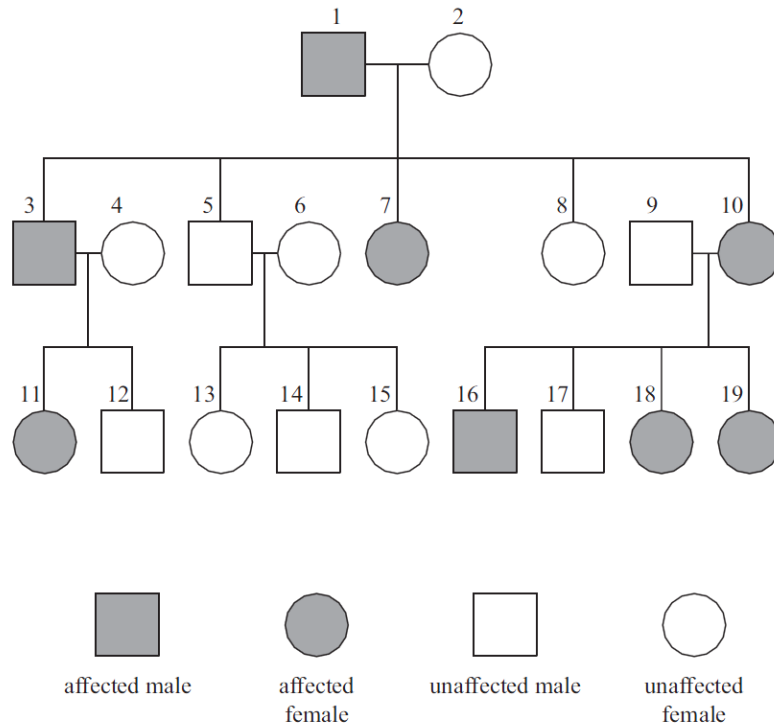 1 2
3 4 5 6 7 8 9 10
11 12 13 14 15 16 17 18 19
affected male affected female unaffected male unaffected female